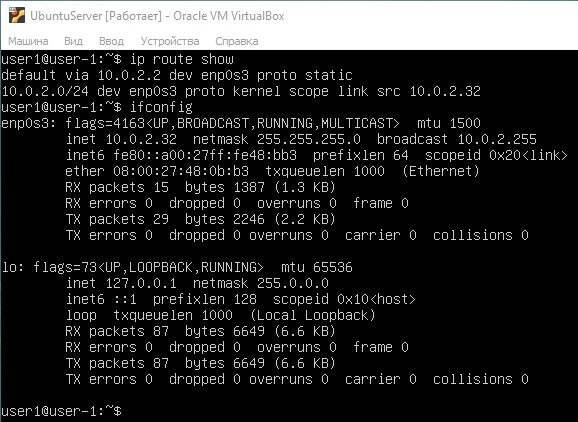 UbuntuServer [Работает] - Oracle VM VirtualBox
Машина Вид Ввод Устройства Справка
user1@user-1:~$ ip route show
default via 10.0.2.2 dev enp0s3 proto static
10.0.2.0/24 dev enp0s3 proto kernel scope link src 10.0.2.32
user1@user-1:~$ ifconfig
enp0s3: flags=4163<UP,BROADCAST,RUNNING,MULTICAST>  mtu 1500
        inet 10.0.2.32  netmask 255.255.255.0  broadcast 10.0.2.255
        inet6 fe80::a00:27ff:fe48:bb3  prefixlen 64  scopeid 0x20<link>
        ether 08:00:27:48:0b:b3  txqueuelen 1000  (Ethernet)
        RX packets 15  bytes 1387 (1.3 KB)
        RX errors 0  dropped 0  overruns 0  frame 0
        TX packets 29  bytes 2246 (2.2 KB)
        TX errors 0  dropped 0 overruns 0  carrier 0  collisions 0
lo: flags=73<UP,LOOPBACK,RUNNING>  mtu 65536
        inet 127.0.0.1  netmask 255.0.0.0
        inet6 ::1  prefixlen 128  scopeid 0x10<host>
        loop  txqueuelen 1000  (Local Loopback)
        RX packets 87  bytes 6649 (6.6 KB)
        RX errors 0  dropped 0  overruns 0  frame 0
        TX packets 87  bytes 6649 (6.6 KB)
        TX errors 0  dropped 0 overruns 0  carrier 0  collisions 0
user1@user-1:~$